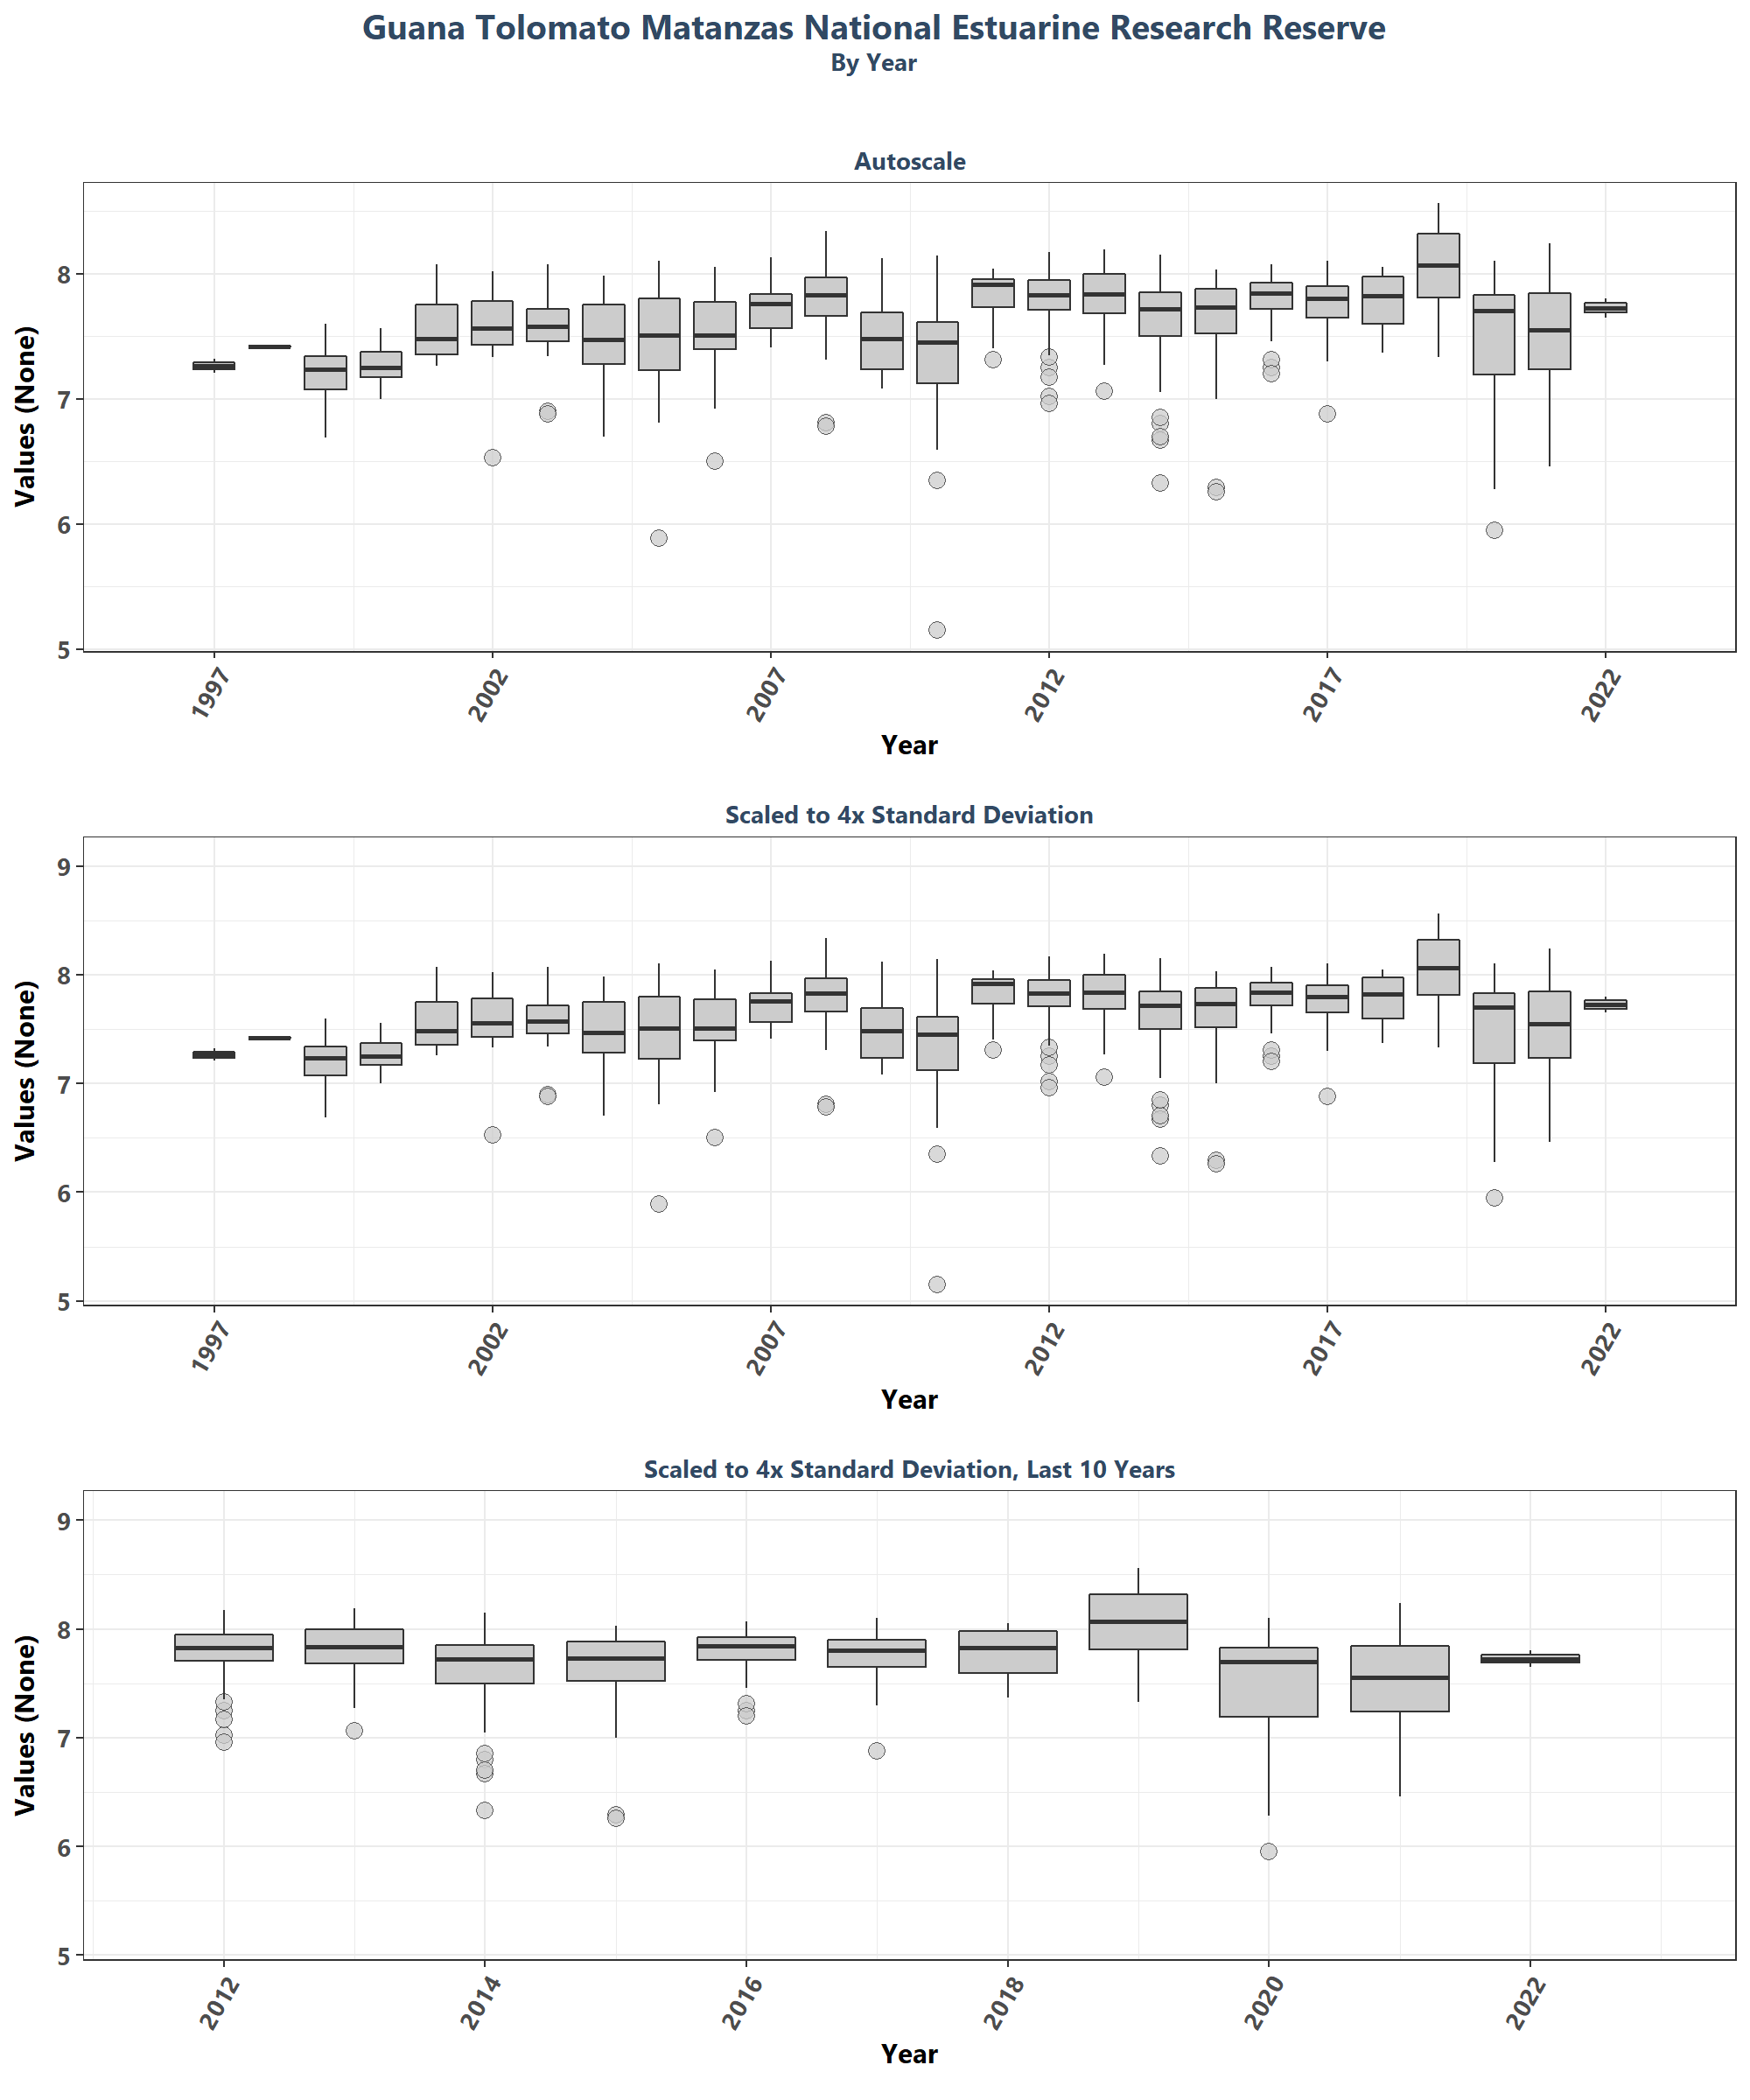 Guana Tolomato Matanzas National Estuarine Research Reserve
By Year
Autoscale
Values (None)
8
7
6
5
1997 2002 2007 2012 2017 2022
Year
Scaled to 4x Standard Deviation
Values (None)
9
8
7
6
5
1997 2002 2007 2012 2017 2022
Year
Scaled to 4x Standard Deviation, Last 10 Years
Values (None)
9
8
7
6
5
2012 2014 2016 2018 2020 2022
Year